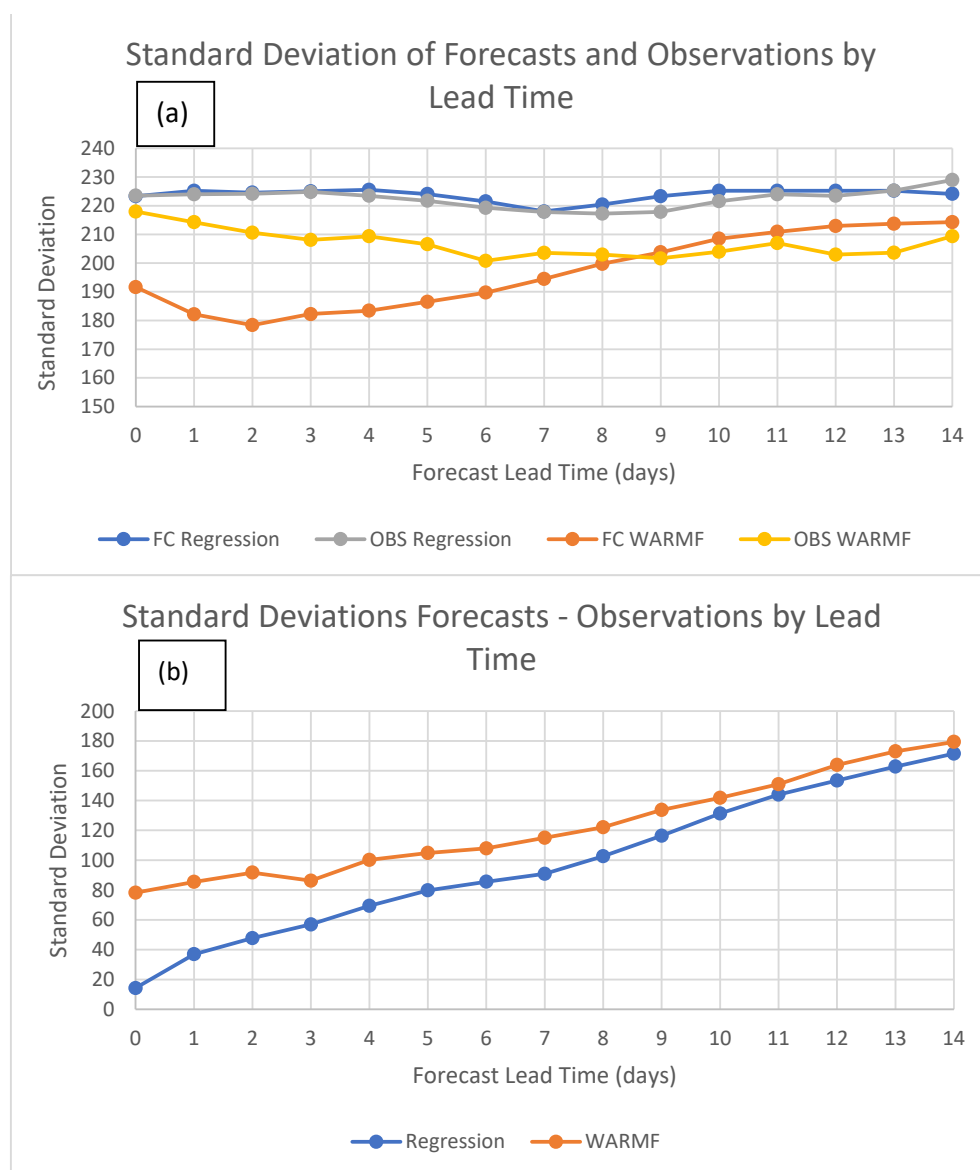 Standard Deviation of Forecasts and Observations by
Lead Time
(a)
240
230
220
210
200
190
180
170
160
150
Standard Deviation
0 1 2 3 4 5 6 7 8 9 10 11 12 13 14
Forecast Lead Time (days)
FC Regression OBS Regression FC WARMF OBS WARMF
Standard Deviations Forecasts - Observations by Lead
Time
(b)
200
180
160
140
120
100
80
60
40
20
0
Standard Deviation
0 1 2 3 4 5 6 7 8 9 10 11 12 13 14
Forecast Lead Time (days)
Regression WARMF